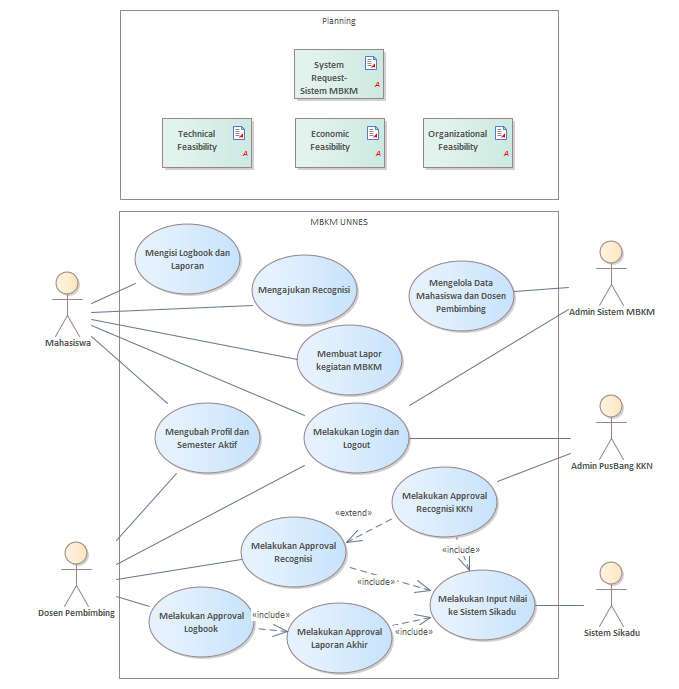 Planning
System
Request-
Sistem MBKM
A
Technical
Feasibility
A
Economic
Feasibility
A
Organizational
Feasibility
A
MBKM UNNES
Mengisi Logbook dan
Laporan
Mengajukan Recognisi
Mengelola Data
Mahasiswa dan Dosen
Pembimbing
Admin Sistem MBKM
Mahasiswa
Membuat Lapor
kegiatan MBKM
Mengubah Profil dan
Semester Aktif
Melakukan Login dan
Logout
Admin PusBang KKN
Melakukan Approval
Recognisi KKN
«extend»
Melakukan Approval
Recognisi
«include»
«include»
Dosen Pembimbing
Melakukan Input Nilai
ke Sistem Sikadu
Sistem Sikadu
Melakukan Approval
Logbook
«include»
Melakukan Approval
Laporan Akhir
«include»